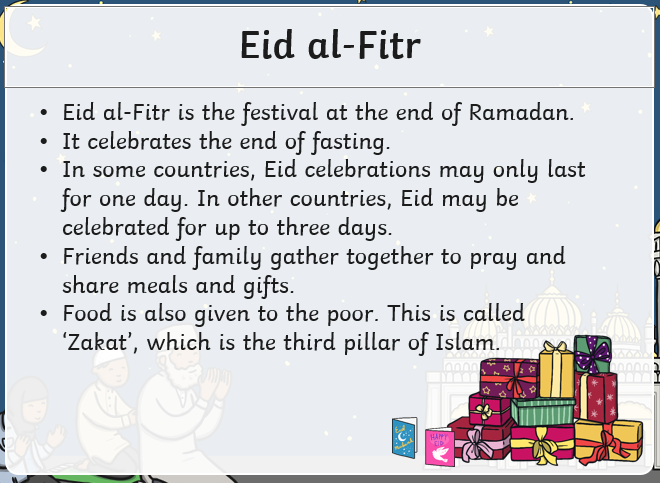 Eid al-Fitr
• Eid al-Fitr is the festival at the end of Ramadan.
• It celebrates the end of fasting.
• In some countries, Eid celebrations may only last
for one day. In other countries, Eid may be
celebrated for up to three days.
• Friends and family gather together to pray and
share meals and gifts.
• Food is also given to the poor. This is called
‘Zakat’, which is the third pillar of Islam.